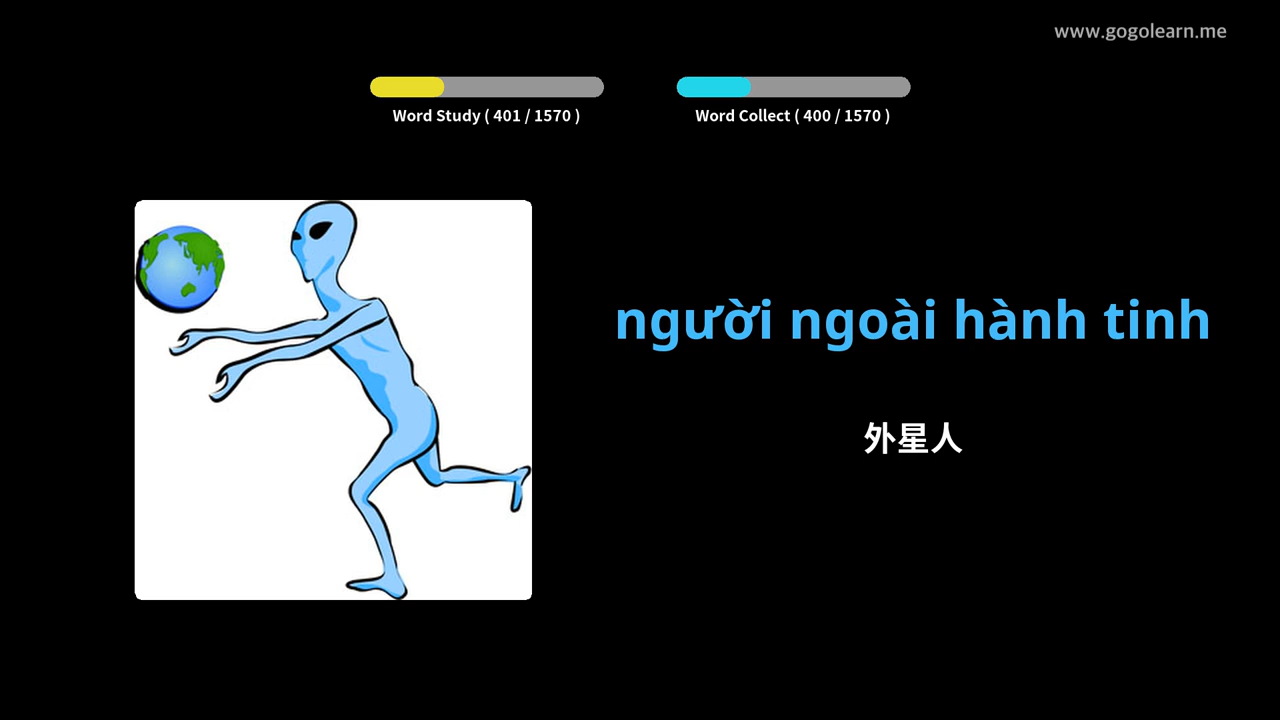 www.gogolearn.me
Word Study ( 401 / 1570 )
Word Collect ( 400 / 1570 )
người ngoài hành tinh
外星人